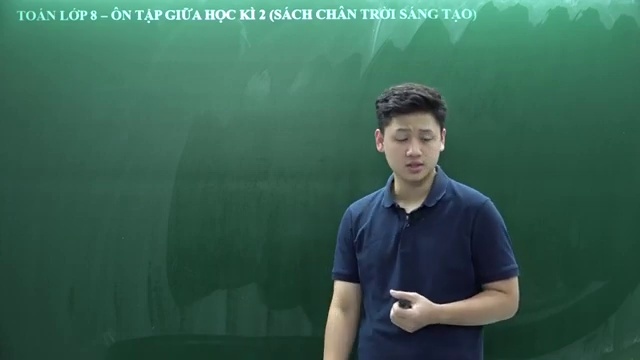 TOÁN LỚP 8 – ÔN TẬP GIỮA HỌC KÌ 2 (SÁCH CHÂN TRỜI SÁNG TẠO)